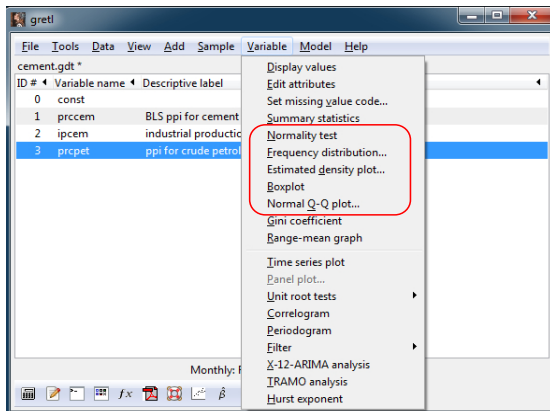 gretl
File Tools Data View Add Sample Variable Model Help
cement.gdt *
ID # Variable name Descriptive label
0 const
1 prccem BLS ppi for cement
2 ipcem industrial productio
3 prcpet ppi for crude petrol
Display values
Edit attributes
Set missing value code...
Summary statistics
Normality test
Frequency distribution...
Estimated density plot...
Boxplot
Normal Q-Q plot...
Gini coefficient
Range-mean graph
Time series plot
Panel plot...
Unit root tests
Correlogram
Periodogram
Filter
X-12-ARIMA analysis
TRAMO analysis
Hurst exponent
Monthly:
fx β̂